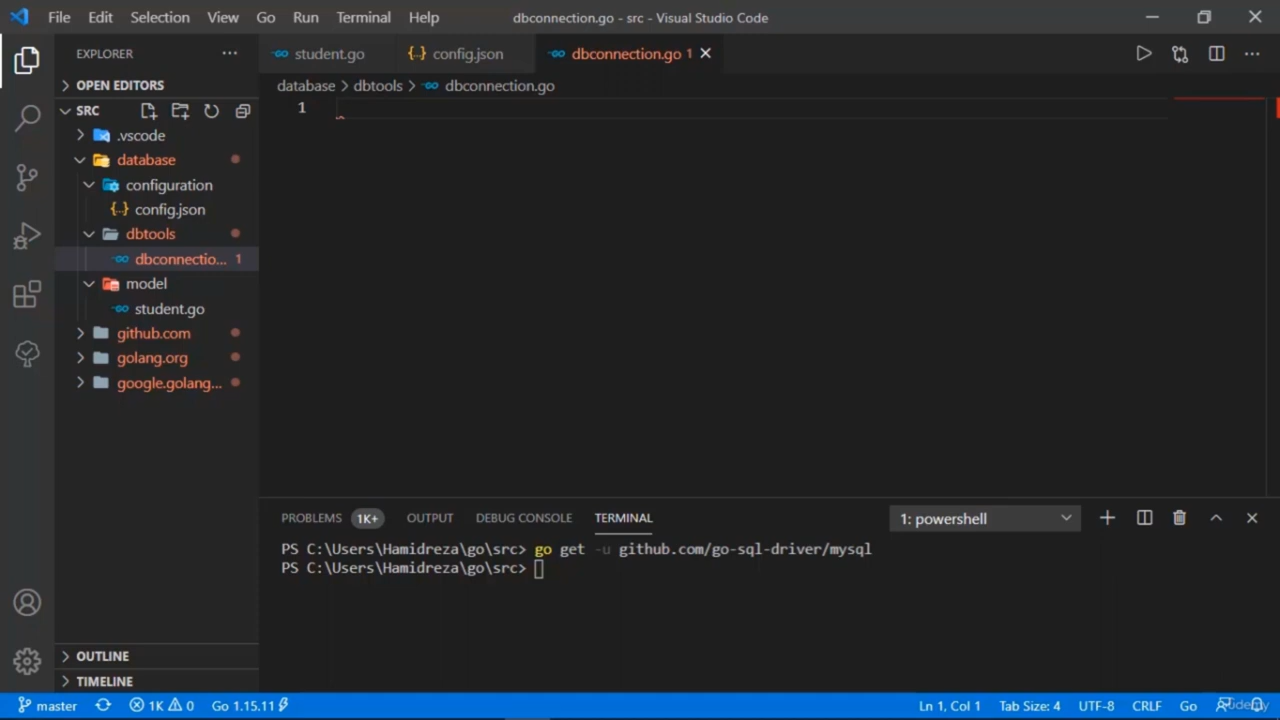 File Edit Selection View Go Run Terminal Help
dbconnection.go - src - Visual Studio Code
EXPLORER
OPEN EDITORS
SRC
.vscode
database
configuration
config.json
dbtools
dbconnectio... 1
model
student.go
github.com
golang.org
google.golang...
OUTLINE
TIMELINE
student.go config.json dbconnection.go 1
database dbtools dbconnection.go
1
PROBLEMS 1K+ OUTPUT DEBUG CONSOLE TERMINAL 1: powershell
PS C:\Users\Hamidreza\go\src> go get -u github.com/go-sql-driver/mysql
PS C:\Users\Hamidreza\go\src>
master 1K 0 Go 1.15.11 Ln 1, Col 1 Tab Size: 4 UTF-8 CRLF Go